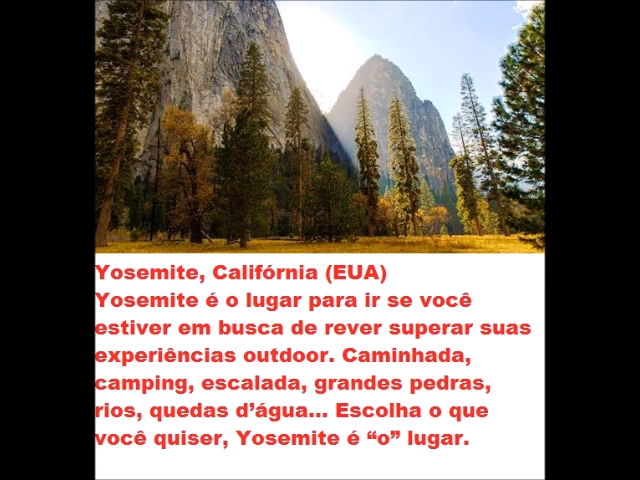 Yosemite, Califórnia (EUA)
Yosemite é o lugar para ir se você
estiver em busca de rever superar suas
experiências outdoor. Caminhada,
camping, escalada, grandes pedras,
rios, quedas d’água... Escolha o que
você quiser, Yosemite é “o” lugar.